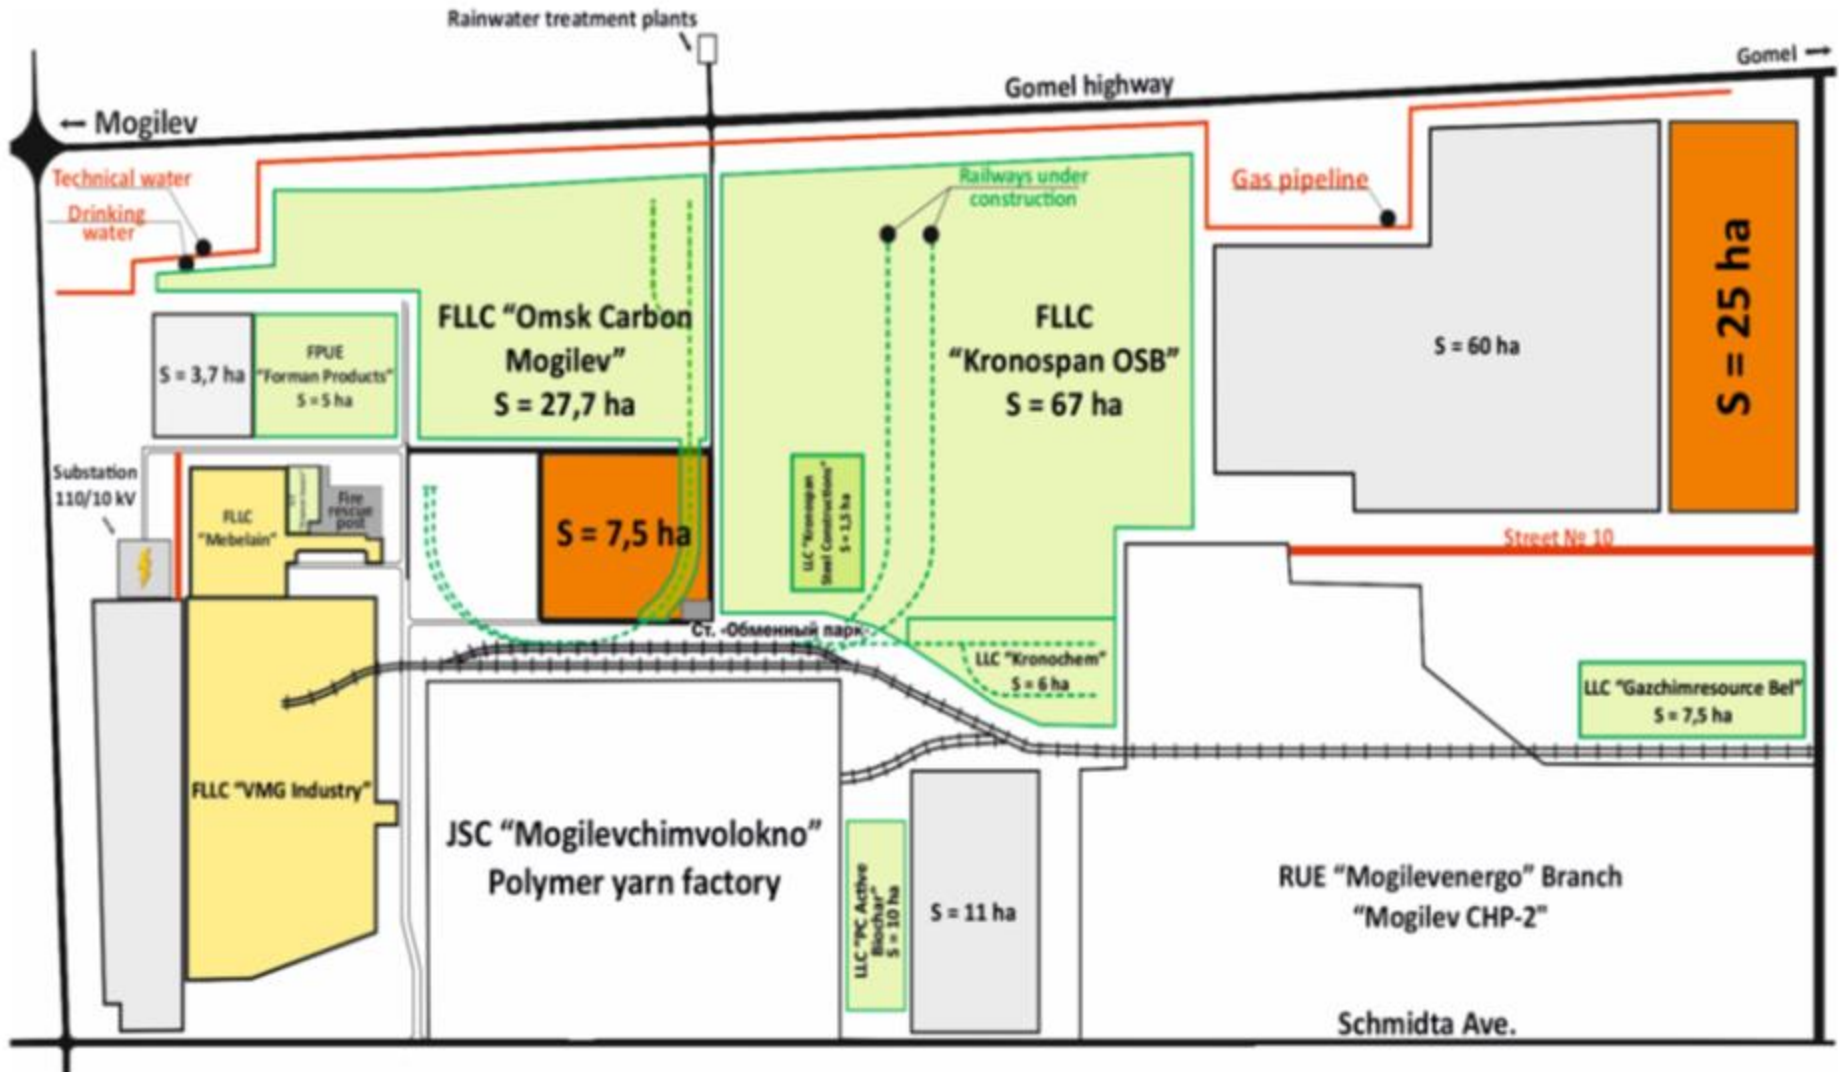 Rainwater treatment plants
Gomel →
Gomel highway
← Mogilev
Technical water
Drinking
water
Railways under
construction
Gas pipeline
S = 25 ha
FLLC “Omsk Carbon
Mogilev”
S = 27,7 ha
FLLC
“Kronospan OSB”
S = 67 ha
S = 60 ha
S = 3,7 ha
FPUE
“Forman Products”
S = 5 ha
Substation
110/10 kV
FLLC
“Mebelain”
Fire
rescue
post
S = 7,5 ha
LLC “Kronospan
Steel Constructions”
S = 1,5 ha
Street № 10
Ст. «Обменный парк»
LLC “Kronochem”
S = 6 ha
LLC “Gazchimresource Bel”
S = 7,5 ha
FLLC “VMG Industry”
JSC “Mogilevchimvolokno”
Polymer yarn factory
LLC “PC Active
Biochar”
S = 10 ha
S = 11 ha
RUE “Mogilevenergo” Branch
“Mogilev CHP-2”
Schmidta Ave.